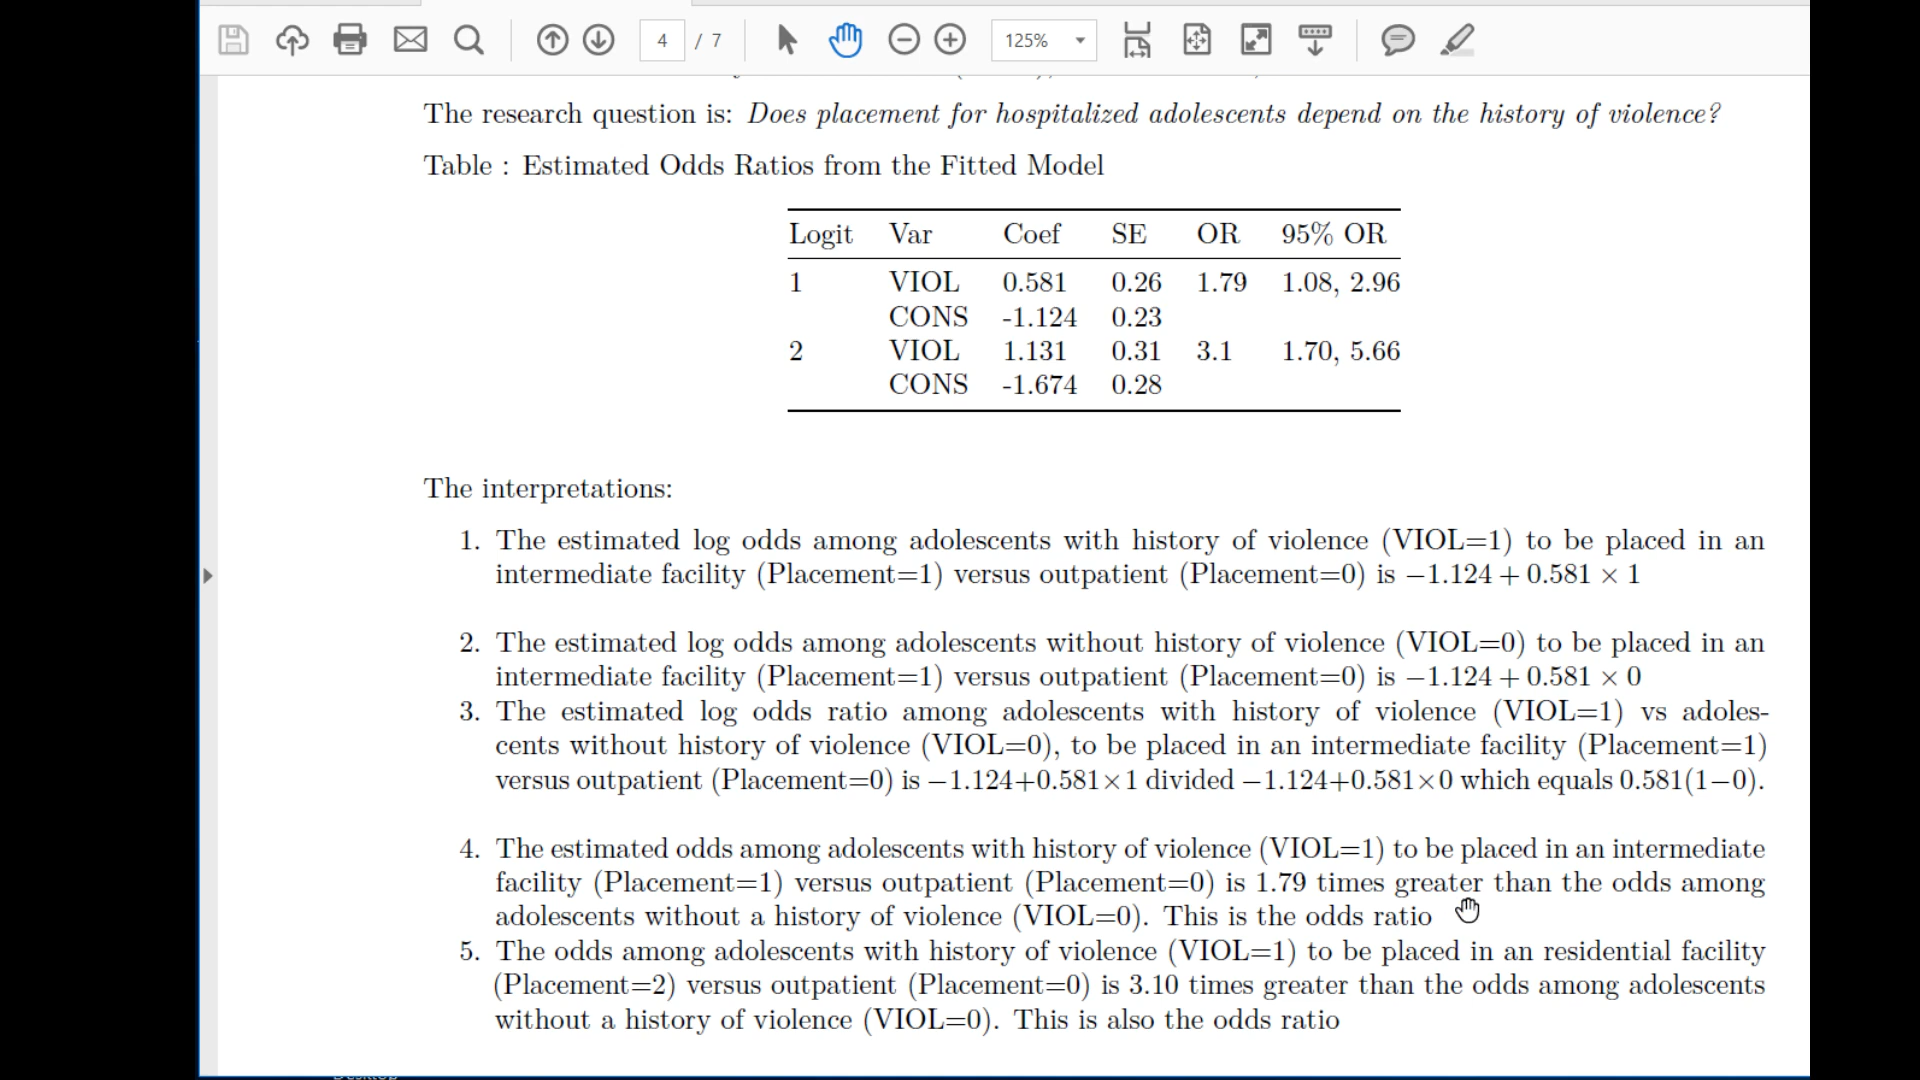 4 / 7 125%
The research question is: Does placement for hospitalized adolescents depend on the history of violence?
Table : Estimated Odds Ratios from the Fitted Model
Logit Var Coef SE OR 95% OR
1 VIOL 0.581 0.26 1.79 1.08, 2.96
CONS -1.124 0.23
2 VIOL 1.131 0.31 3.1 1.70, 5.66
CONS -1.674 0.28
The interpretations:
1. The estimated log odds among adolescents with history of violence (VIOL=1) to be placed in an
intermediate facility (Placement=1) versus outpatient (Placement=0) is −1.124 + 0.581 × 1
2. The estimated log odds among adolescents without history of violence (VIOL=0) to be placed in an
intermediate facility (Placement=1) versus outpatient (Placement=0) is −1.124 + 0.581 × 0
3. The estimated log odds ratio among adolescents with history of violence (VIOL=1) vs adoles-
cents without history of violence (VIOL=0), to be placed in an intermediate facility (Placement=1)
versus outpatient (Placement=0) is −1.124+0.581×1 divided −1.124+0.581×0 which equals 0.581(1−0).
4. The estimated odds among adolescents with history of violence (VIOL=1) to be placed in an intermediate
facility (Placement=1) versus outpatient (Placement=0) is 1.79 times greater than the odds among
adolescents without a history of violence (VIOL=0). This is the odds ratio
5. The odds among adolescents with history of violence (VIOL=1) to be placed in an residential facility
(Placement=2) versus outpatient (Placement=0) is 3.10 times greater than the odds among adolescents
without a history of violence (VIOL=0). This is also the odds ratio